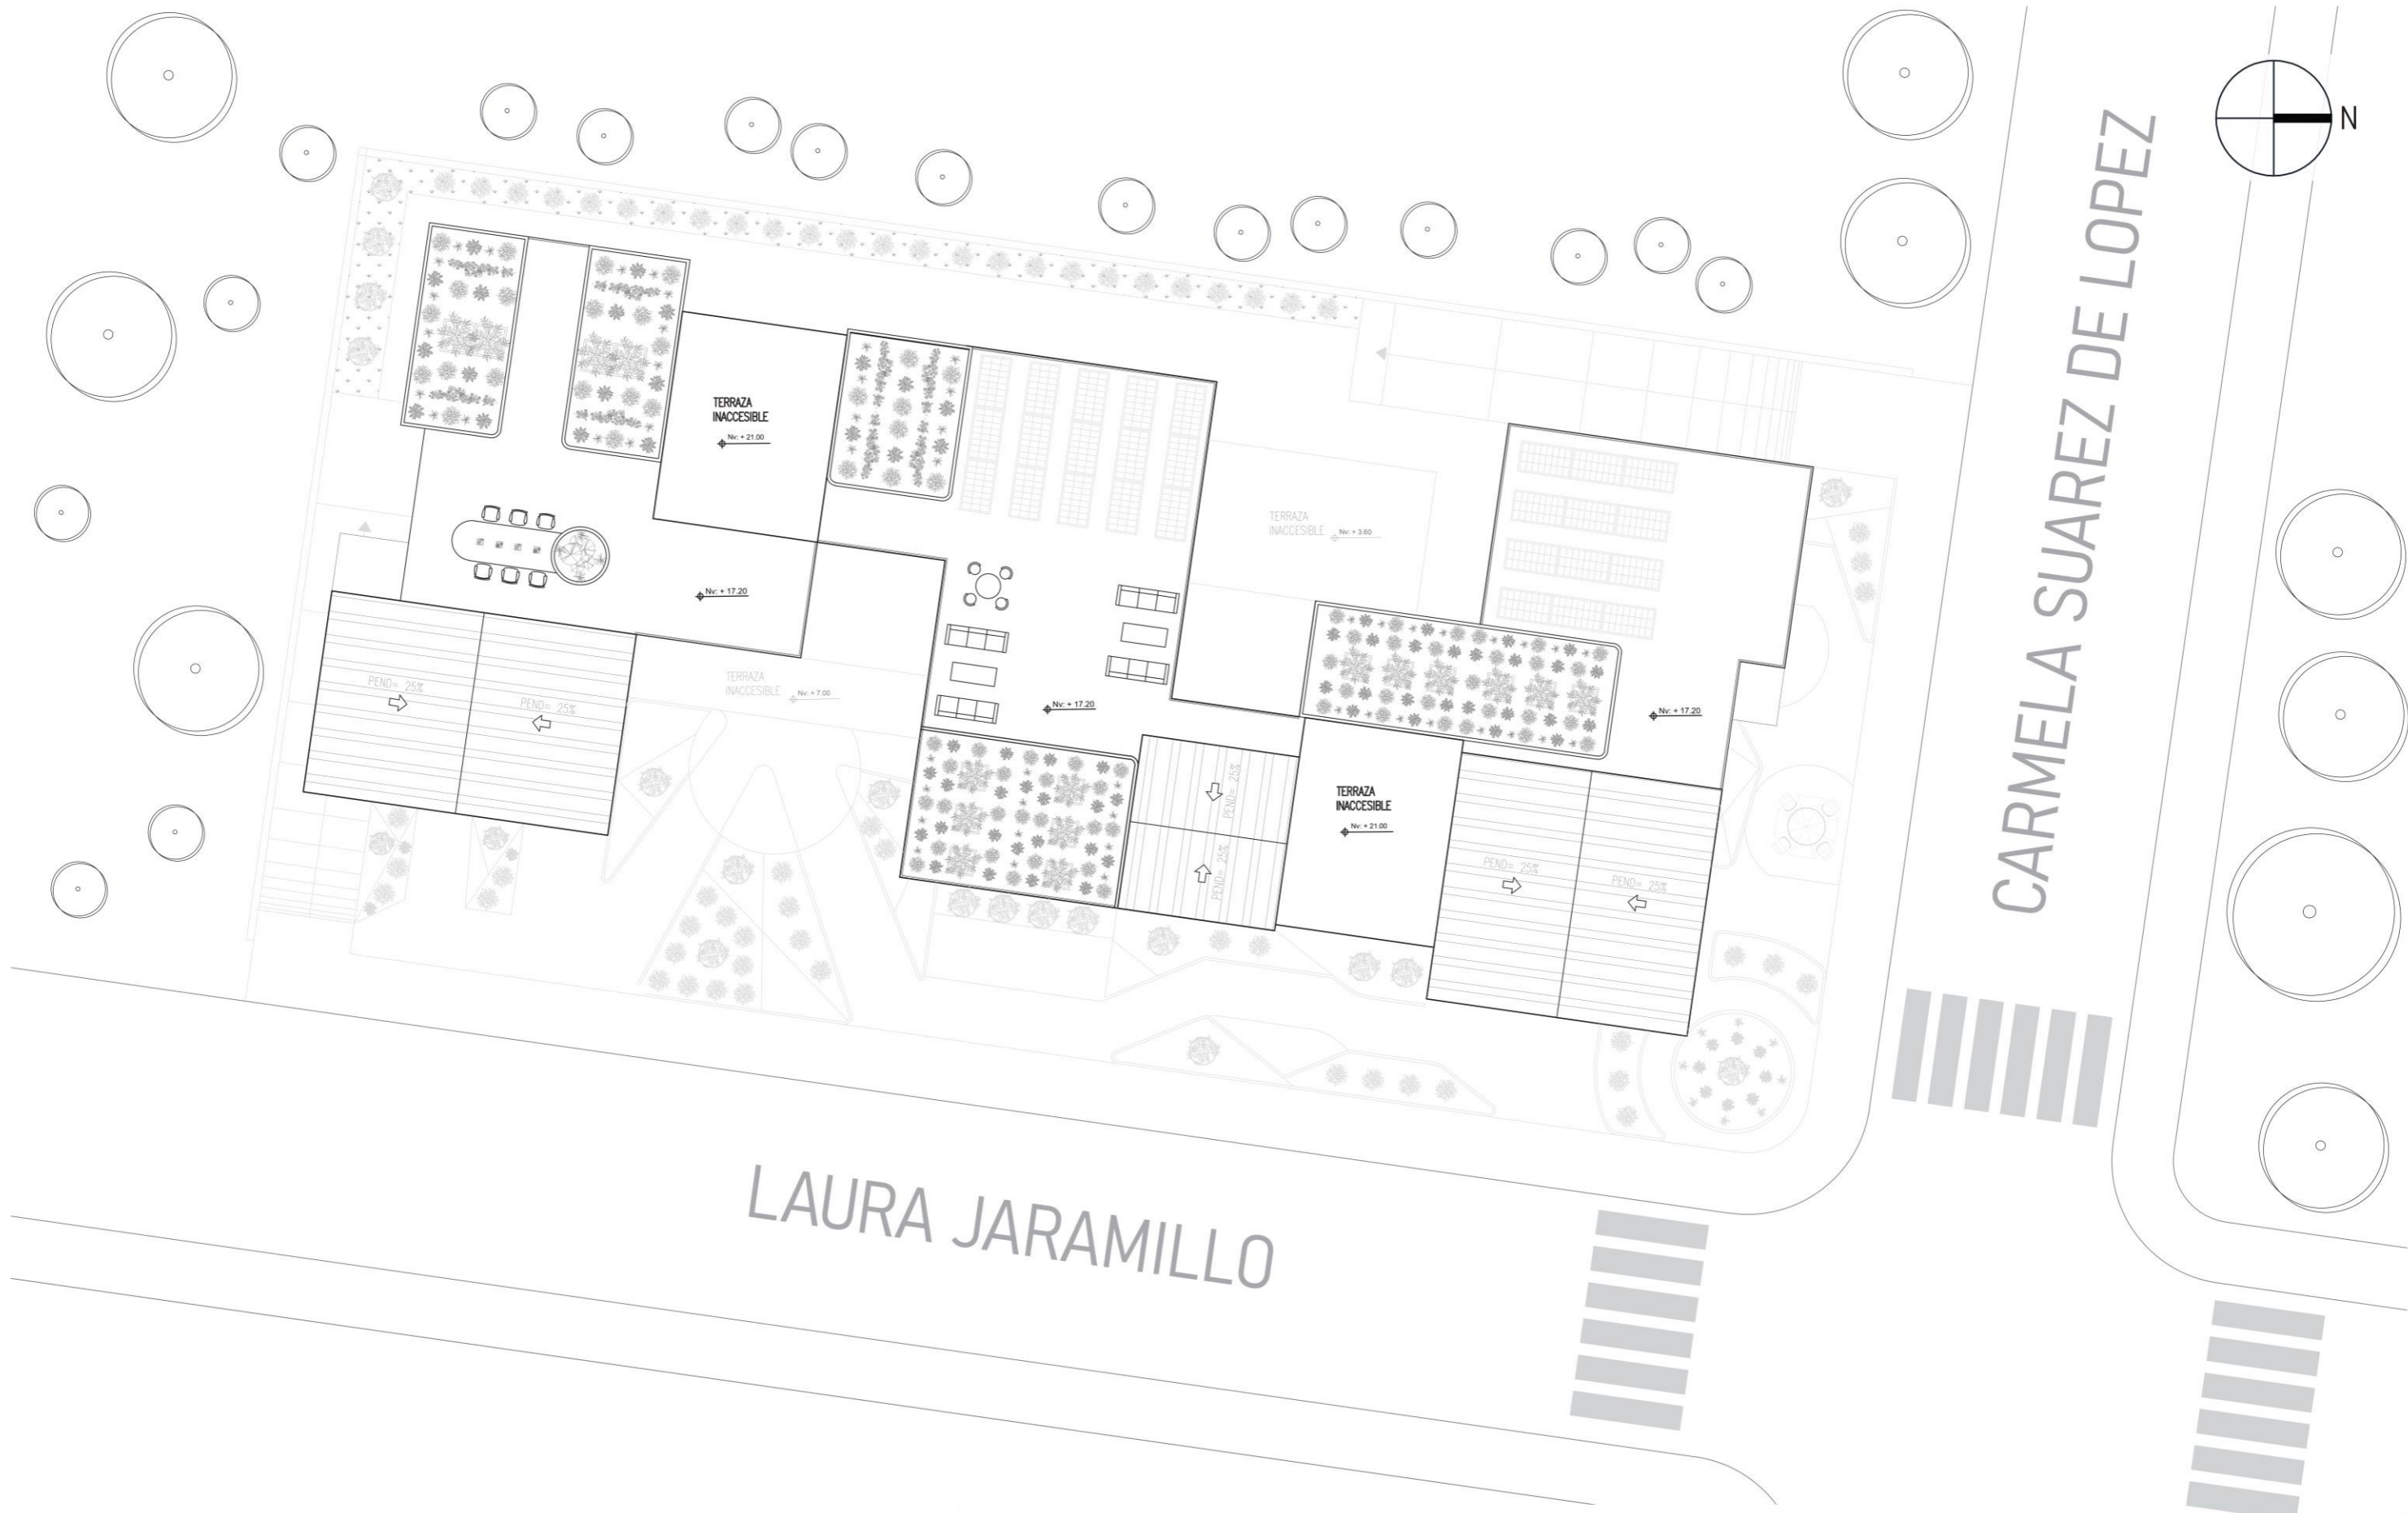 N
CARMELA SUAREZ DE LOPEZ
TERRAZA
INACCESIBLE
Nv: + 21.00
TERRAZA
INACCESIBLE
Nv: + 3.60
Nv: + 17.20
TERRAZA
INACCESIBLE
Nv: + 7.00
PEND= 25%
PEND= 25%
Nv: + 17.20
Nv: + 17.20
PEND= 25%
PEND= 25%
TERRAZA
INACCESIBLE
Nv: + 21.00
PEND= 25%
PEND= 25%
LAURA JARAMILLO